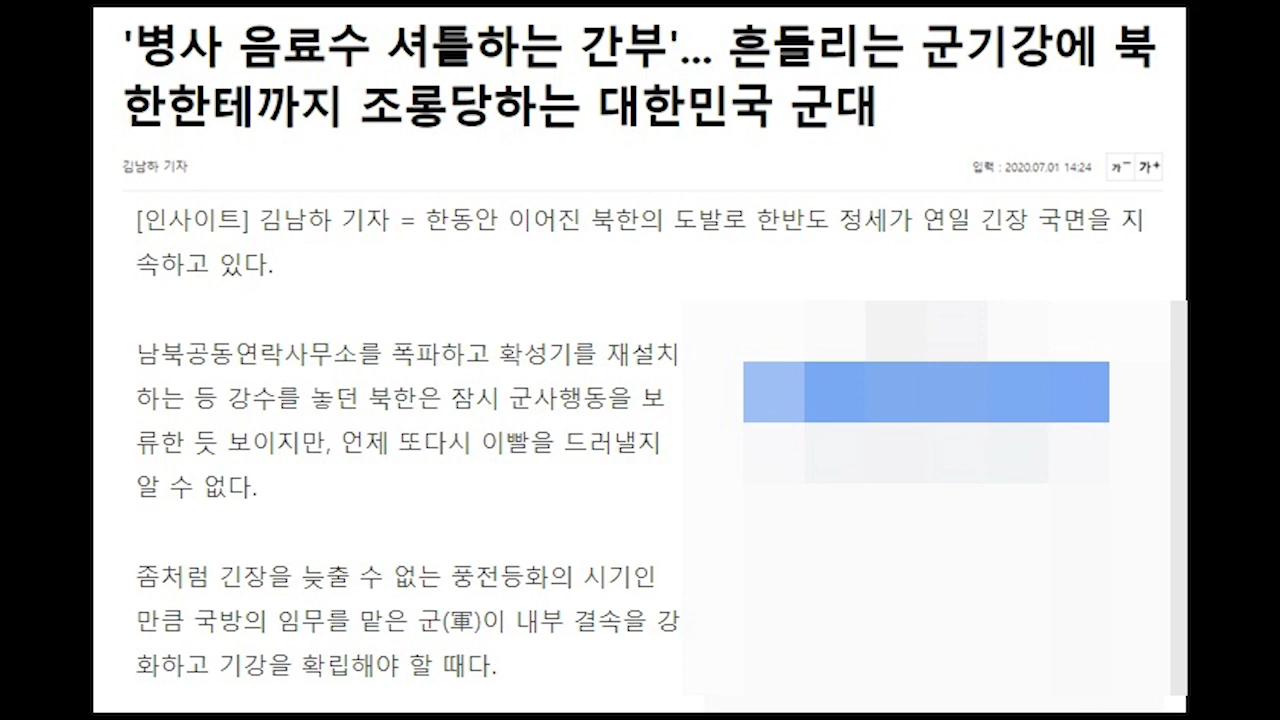 '병사 음료수 셔틀하는 간부'... 흔들리는 군기강에 북
한한테까지 조롱당하는 대한민국 군대
김남하 기자
입력 : 2020.07.01 14:24
가- 가+
[인사이트] 김남하 기자 = 한동안 이어진 북한의 도발로 한반도 정세가 연일 긴장 국면을 지
속하고 있다.
남북공동연락사무소를 폭파하고 확성기를 재설치
하는 등 강수를 놓던 북한은 잠시 군사행동을 보
류한 듯 보이지만, 언제 또다시 이빨을 드러낼지
알 수 없다.
좀처럼 긴장을 늦출 수 없는 풍전등화의 시기인
만큼 국방의 임무를 맡은 군(軍)이 내부 결속을 강
화하고 기강을 확립해야 할 때다.